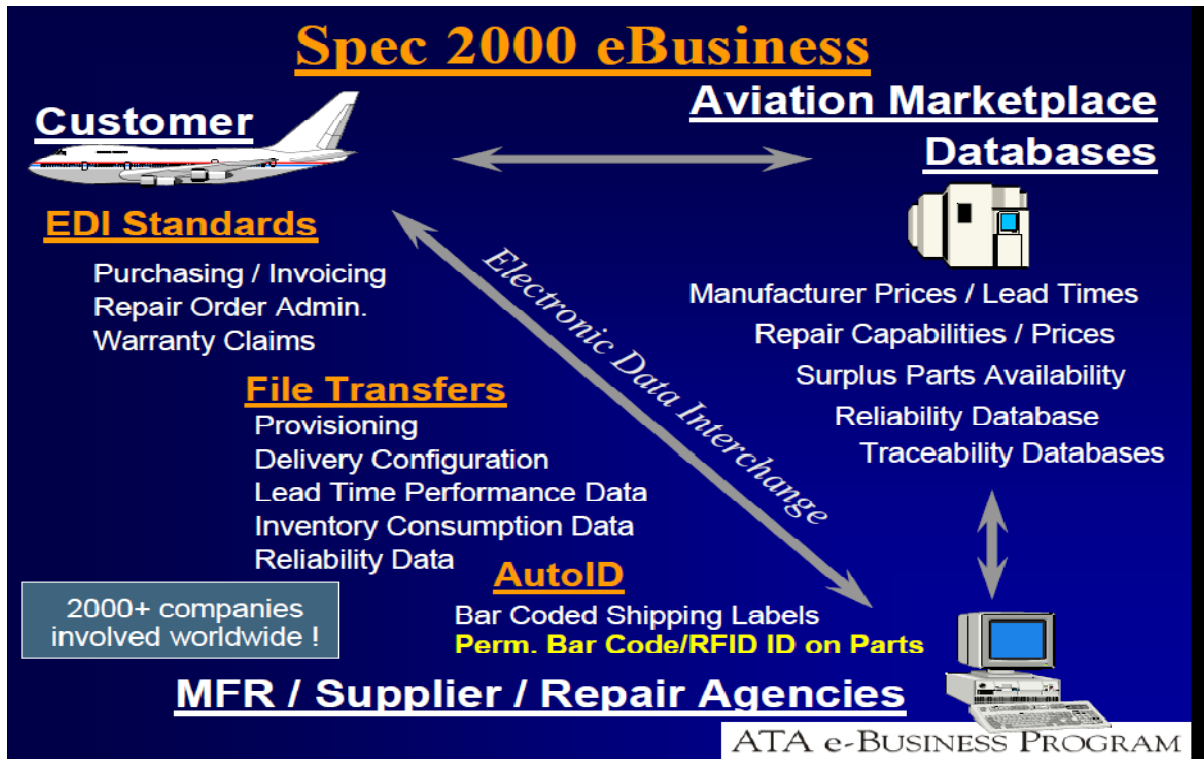 Spec 2000 eBusiness
Customer
Aviation Marketplace
Databases
EDI Standards
Purchasing / Invoicing
Repair Order Admin.
Warranty Claims
Electronic Data Interchange
Manufacturer Prices / Lead Times
Repair Capabilities / Prices
Surplus Parts Availability
Reliability Database
Traceability Databases
File Transfers
Provisioning
Delivery Configuration
Lead Time Performance Data
Inventory Consumption Data
Reliability Data
AutoID
Bar Coded Shipping Labels
Perm. Bar Code/RFID ID on Parts
2000+ companies
involved worldwide !
MFR / Supplier / Repair Agencies
ATA e-BUSINESS PROGRAM